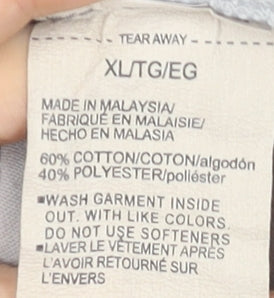 - - - - TEAR AWAY - - - - -
XL/TG/EG
MADE IN MALAYSIA/
FABRIQUÉ EN MALAISIE/
HECHO EN MALASIA
60% COTTON/COTON/algodón
40% POLYESTER/poliéster
■WASH GARMENT INSIDE
OUT. WITH LIKE COLORS.
DO NOT USE SOFTENERS
■LAVER LE VÊTEMENT APRÈS
L'AVOIR RETOURNÉ SUR
L'ENVERS